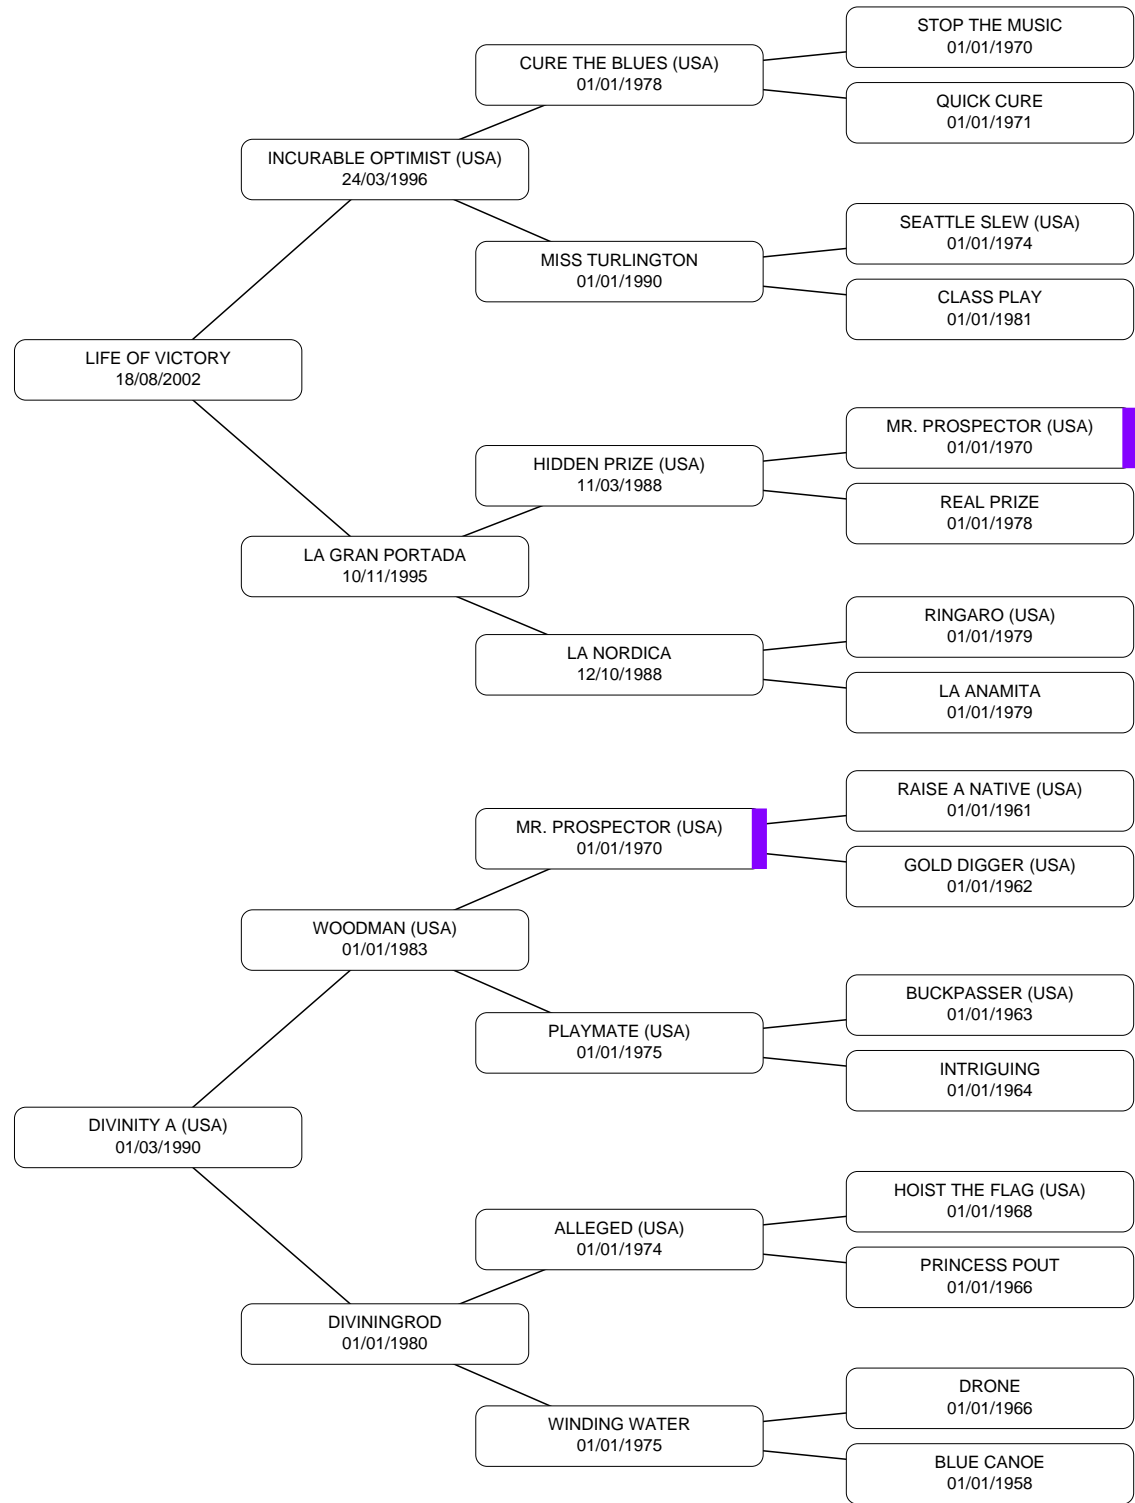 STOP THE MUSIC
01/01/1970
CURE THE BLUES (USA)
01/01/1978
QUICK CURE
01/01/1971
INCURABLE OPTIMIST (USA)
24/03/1996
SEATTLE SLEW (USA)
01/01/1974
MISS TURLINGTON
01/01/1990
CLASS PLAY
01/01/1981
LIFE OF VICTORY
18/08/2002
MR. PROSPECTOR (USA)
01/01/1970
HIDDEN PRIZE (USA)
11/03/1988
REAL PRIZE
01/01/1978
LA GRAN PORTADA
10/11/1995
RINGARO (USA)
01/01/1979
LA NORDICA
12/10/1988
LA ANAMITA
01/01/1979
RAISE A NATIVE (USA)
01/01/1961
MR. PROSPECTOR (USA)
01/01/1970
GOLD DIGGER (USA)
01/01/1962
WOODMAN (USA)
01/01/1983
BUCKPASSER (USA)
01/01/1963
PLAYMATE (USA)
01/01/1975
INTRIGUING
01/01/1964
DIVINITY A (USA)
01/03/1990
HOIST THE FLAG (USA)
01/01/1968
ALLEGED (USA)
01/01/1974
PRINCESS POUT
01/01/1966
DIVININGROD
01/01/1980
DRONE
01/01/1966
WINDING WATER
01/01/1975
BLUE CANOE
01/01/1958